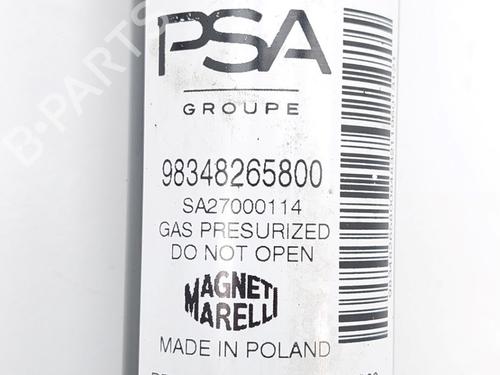 PSA
GROUPE
98348265800
SA27000114
GAS PRESURIZED
DO NOT OPEN
MAGNETI
MARELLI
MADE IN POLAND
B-PARTS